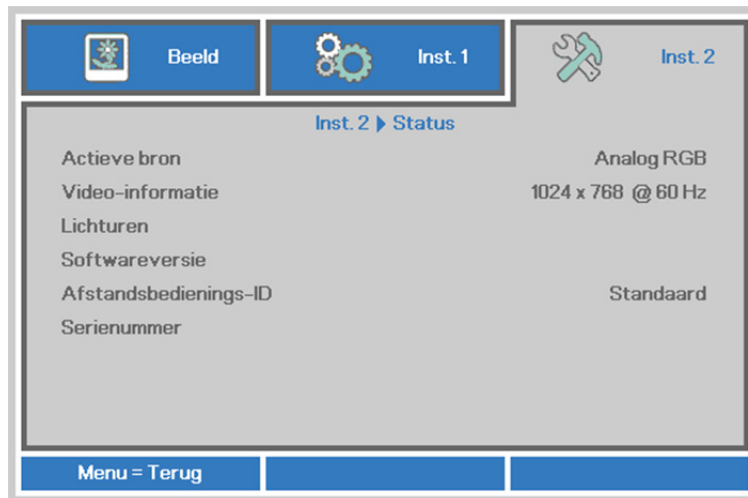 Beeld Inst. 1 Inst. 2
Inst. 2 Status
Actieve bron Analog RGB
Video-informatie 1024 x 768 @ 60 Hz
Lichturen
Softwareversie
Afstandsbedienings-ID Standaard
Serienummer
Menu = Terug